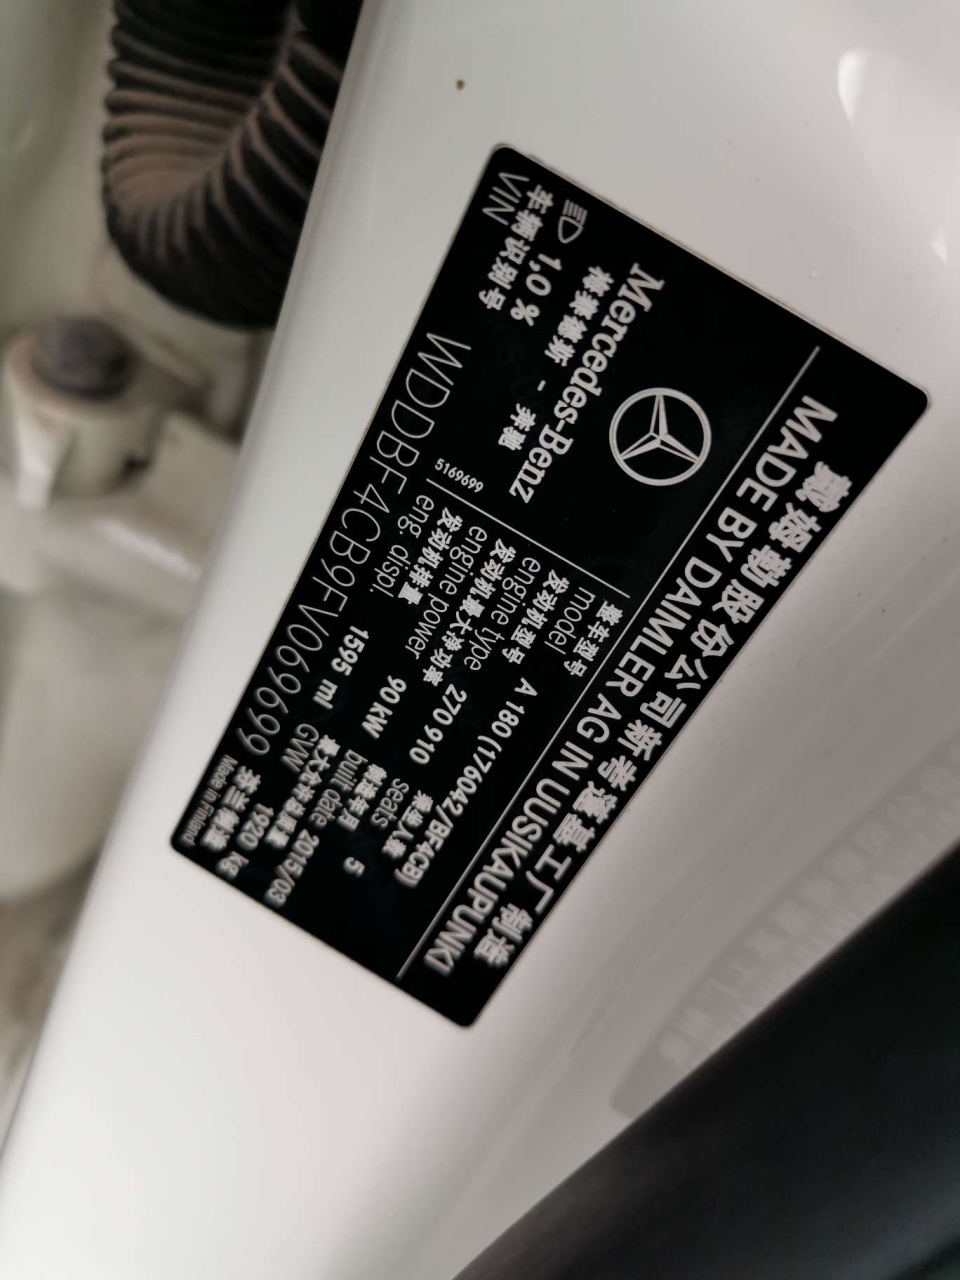 戴姆勒股份公司新考遝基工厂制造
MADE BY DAIMLER AG IN UUSIKAUPUNKI
Mercedes-Benz
梅赛德斯 - 奔驰
1,0 %
整车型号
model A 180 (176042/BF4CB)
发动机型号
engine type 270 910
乘坐人数
seats 5
发动机最大净功率
engine power 90 kW
制造年月
built date 2015/03
发动机排量
eng. displ. 1595 ml
最大允许总质量
GVW 1920 kg
5169699
车辆识别号
VIN WDDBF4CB9FV069699
芬兰制造
Made in Finland